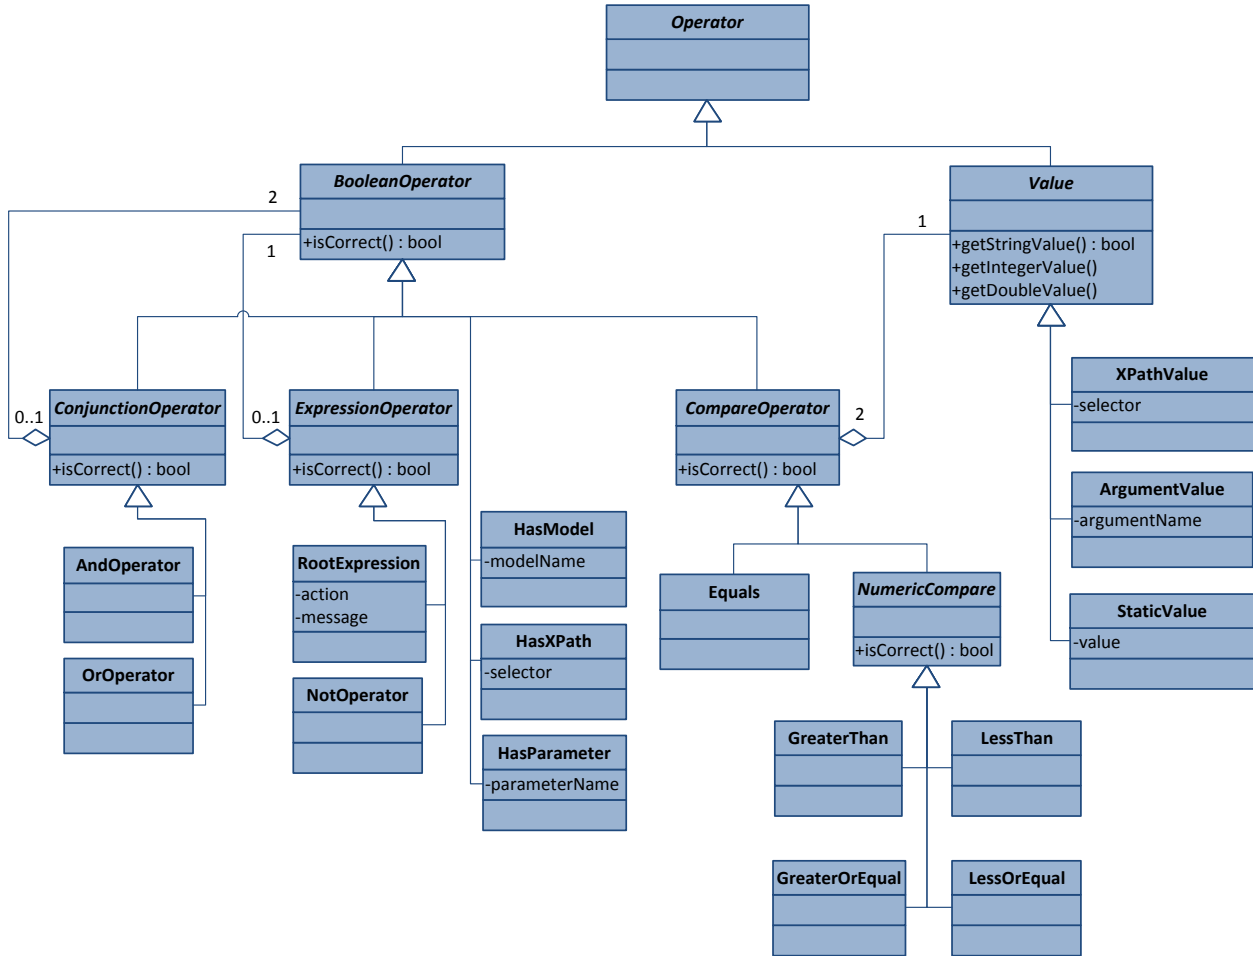 Operator
BooleanOperator
+isCorrect() : bool
Value
+getStringValue() : bool
+getIntegerValue()
+getDoubleValue()
2
1
1
ConjunctionOperator
+isCorrect() : bool
0..1
ExpressionOperator
+isCorrect() : bool
0..1
CompareOperator
+isCorrect() : bool
2
XPathValue
-selector
ArgumentValue
-argumentName
StaticValue
-value
AndOperator
OrOperator
RootExpression
-action
-message
NotOperator
HasModel
-modelName
HasXPath
-selector
HasParameter
-parameterName
Equals
NumericCompare
+isCorrect() : bool
GreaterThan
LessThan
GreaterOrEqual
LessOrEqual